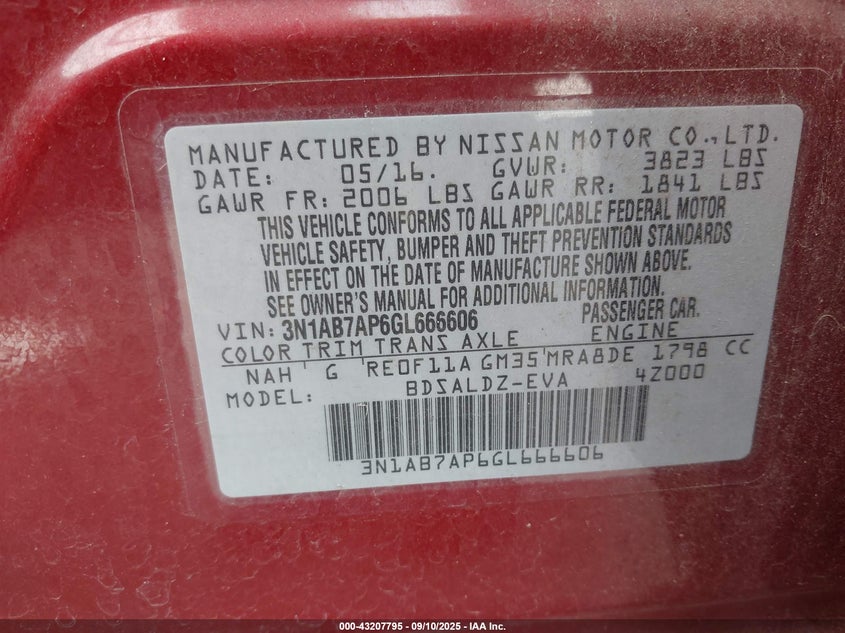 MANUFACTURED BY NISSAN MOTOR CO., LTD.
DATE: 05/16. GVWR: 3823 LBS
GAWR FR: 2006 LBS GAWR RR: 1841 LBS
THIS VEHICLE CONFORMS TO ALL APPLICABLE FEDERAL MOTOR
VEHICLE SAFETY, BUMPER AND THEFT PREVENTION STANDARDS
IN EFFECT ON THE DATE OF MANUFACTURE SHOWN ABOVE.
SEE OWNER'S MANUAL FOR ADDITIONAL INFORMATION.
VIN: 3N1AB7AP6GL666606 PASSENGER CAR.
COLOR TRIM TRANS AXLE ENGINE
NAH G RE0F11A GM35 MRA8DE 1798 CC
MODEL: BDSALDZ-EVA 4Z000
3N1AB7AP6GL666606
000-43207795 - 09/10/2025 - IAA Inc.